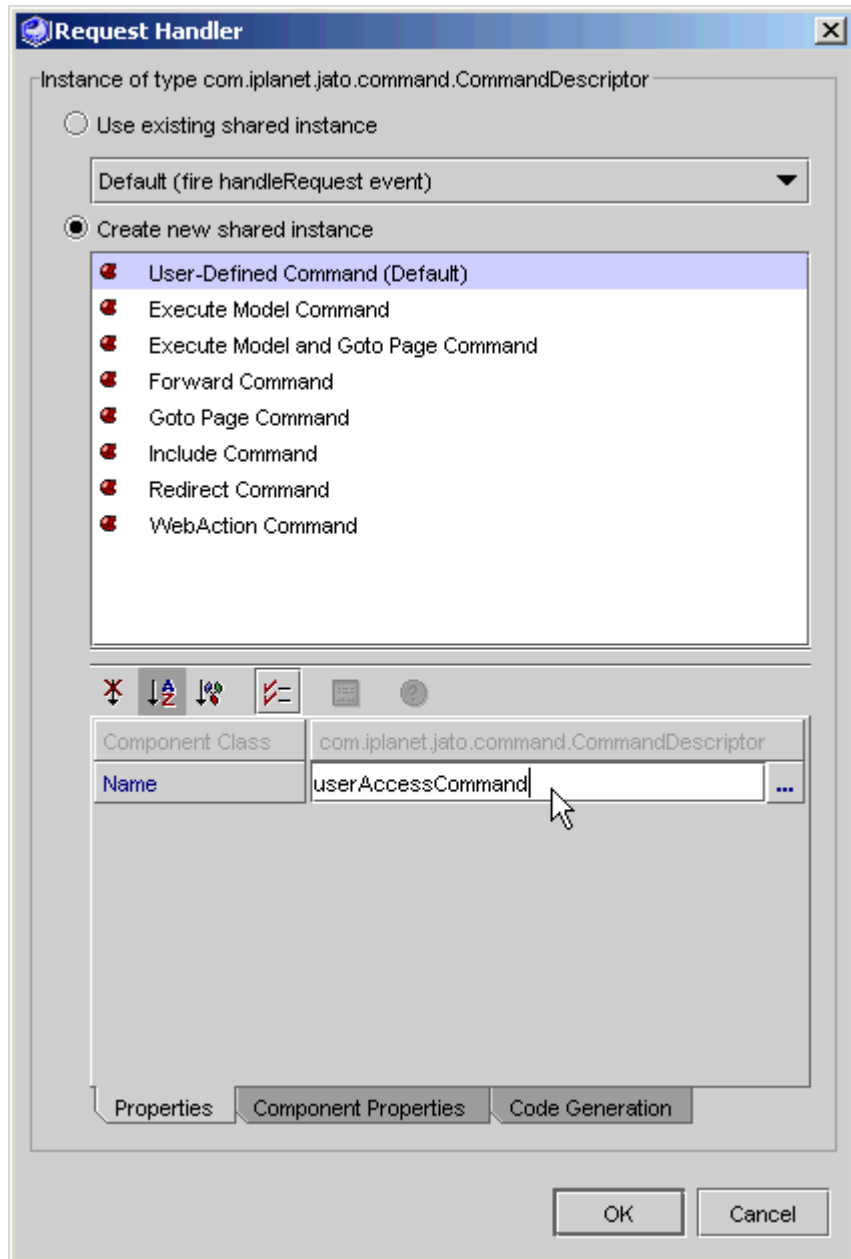 Request Handler
Instance of type com.iplanet.jato.command.CommandDescriptor
Use existing shared instance
Default (fire handleRequest event)
Create new shared instance
User-Defined Command (Default)
Execute Model Command
Execute Model and Goto Page Command
Forward Command
Goto Page Command
Include Command
Redirect Command
WebAction Command
Component Class com.iplanet.jato.command.CommandDescriptor
Name userAccessCommand ...
Properties Component Properties Code Generation
OK Cancel